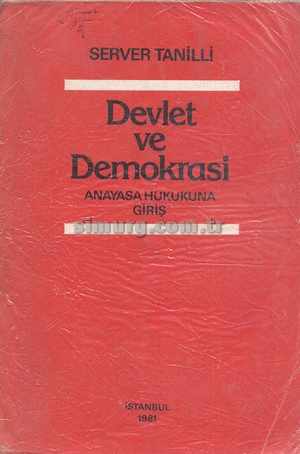 SERVER TANİLLİ
Devlet
ve
Demokrasi
ANAYASA HUKUKUNA
GİRİŞ
simurg.com.tr
İSTANBUL
1981